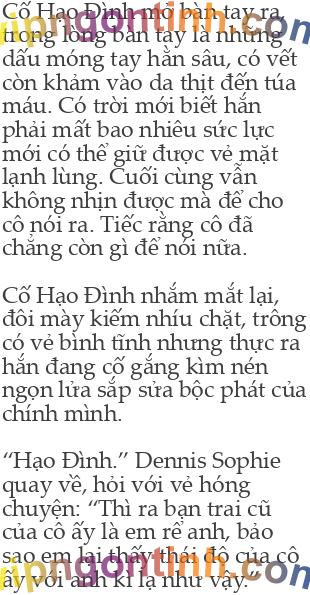 Cố Hạo Đình mở bàn tay ra,
trong lòng bàn tay là những
dấu móng tay hằn sâu, có vết
còn khảm vào da thịt đến túa
máu. Có trời mới biết hắn
phải mất bao nhiêu sức lực
mới có thể giữ được vẻ mặt
lạnh lùng. Cuối cùng vẫn
không nhịn được mà để cho
cô nói ra. Tiếc rằng cô đã
chẳng còn gì để nói nữa.
Cố Hạo Đình nhắm mắt lại,
đôi mày kiếm nhíu chặt, trông
có vẻ bình tĩnh nhưng thực ra
hắn đang cố gắng kìm nén
ngọn lửa sắp sửa bộc phát của
chính mình.
“Hạo Đình.” Dennis Sophie
quay về, hỏi với vẻ hóng
chuyện: “Thì ra bạn trai cũ
của cô ấy là em rể anh, bảo
sao em lại thấy thái độ của cô
ấy với anh kì lạ như vậy.”
vipngontinh.com
vipngontinh.com